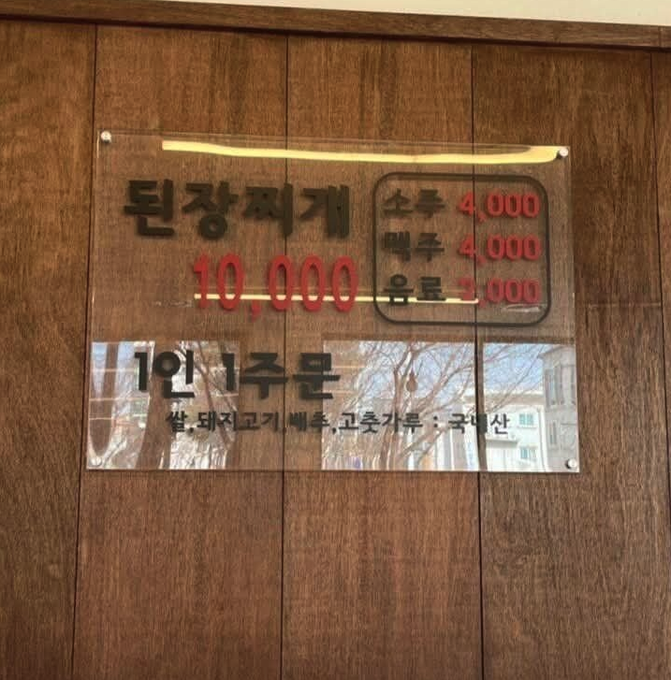 된장찌개
10,000
소주 4,000
맥주 4,000
음료 2,000
1인 1주문
쌀,돼지고기,배추,고춧가루 : 국내산